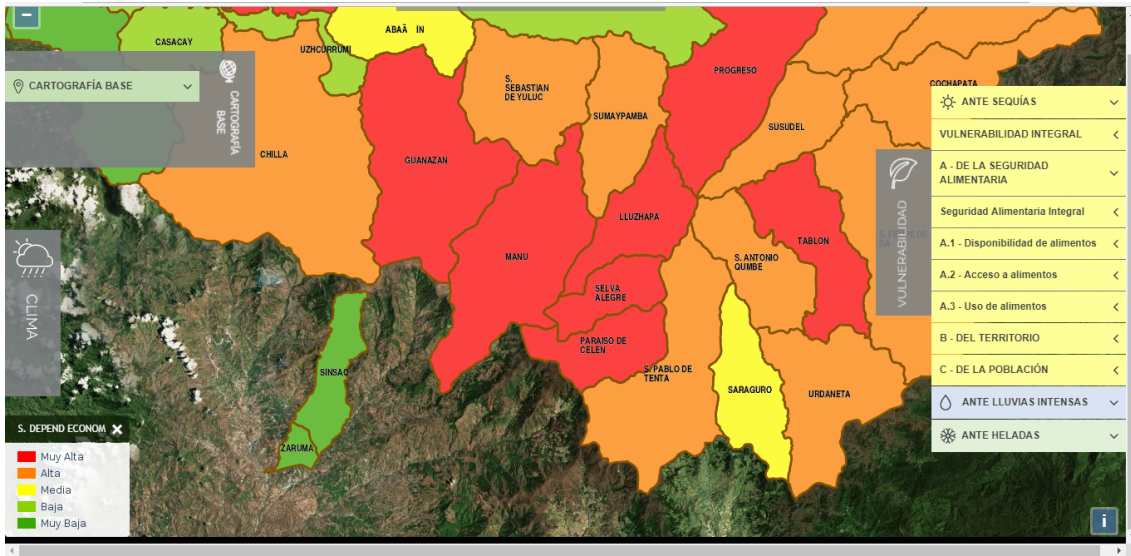 −
CASACAY
UZHCURRUMI
ABAÃ IN
S.
SEBASTIAN
DE YULUC
SUMAYPAMBA
PROGRESO
COCHAPATA
SUSUDEL
CHILLA
GUANAZAN
LLUZHAPA
MANU
TABLON
S. ANTONIO
QUMBE
SELVA
ALEGRE
PARAISO DE
CELEN
S. PABLO DE
TENTA
SARAGURO
URDANETA
SINSAO
ZARUMA
CARTOGRAFÍA BASE
CARTOGRAFÍA
BASE
CLIMA
VULNERABILIDAD
ANTE SEQUÍAS
VULNERABILIDAD INTEGRAL
A - DE LA SEGURIDAD
ALIMENTARIA
Seguridad Alimentaria Integral
A.1 - Disponibilidad de alimentos
A.2 - Acceso a alimentos
A.3 - Uso de alimentos
B - DEL TERRITORIO
C - DE LA POBLACIÓN
ANTE LLUVIAS INTENSAS
ANTE HELADAS
S. DEPEND ECONOM
Muy Alta
Alta
Media
Baja
Muy Baja
i